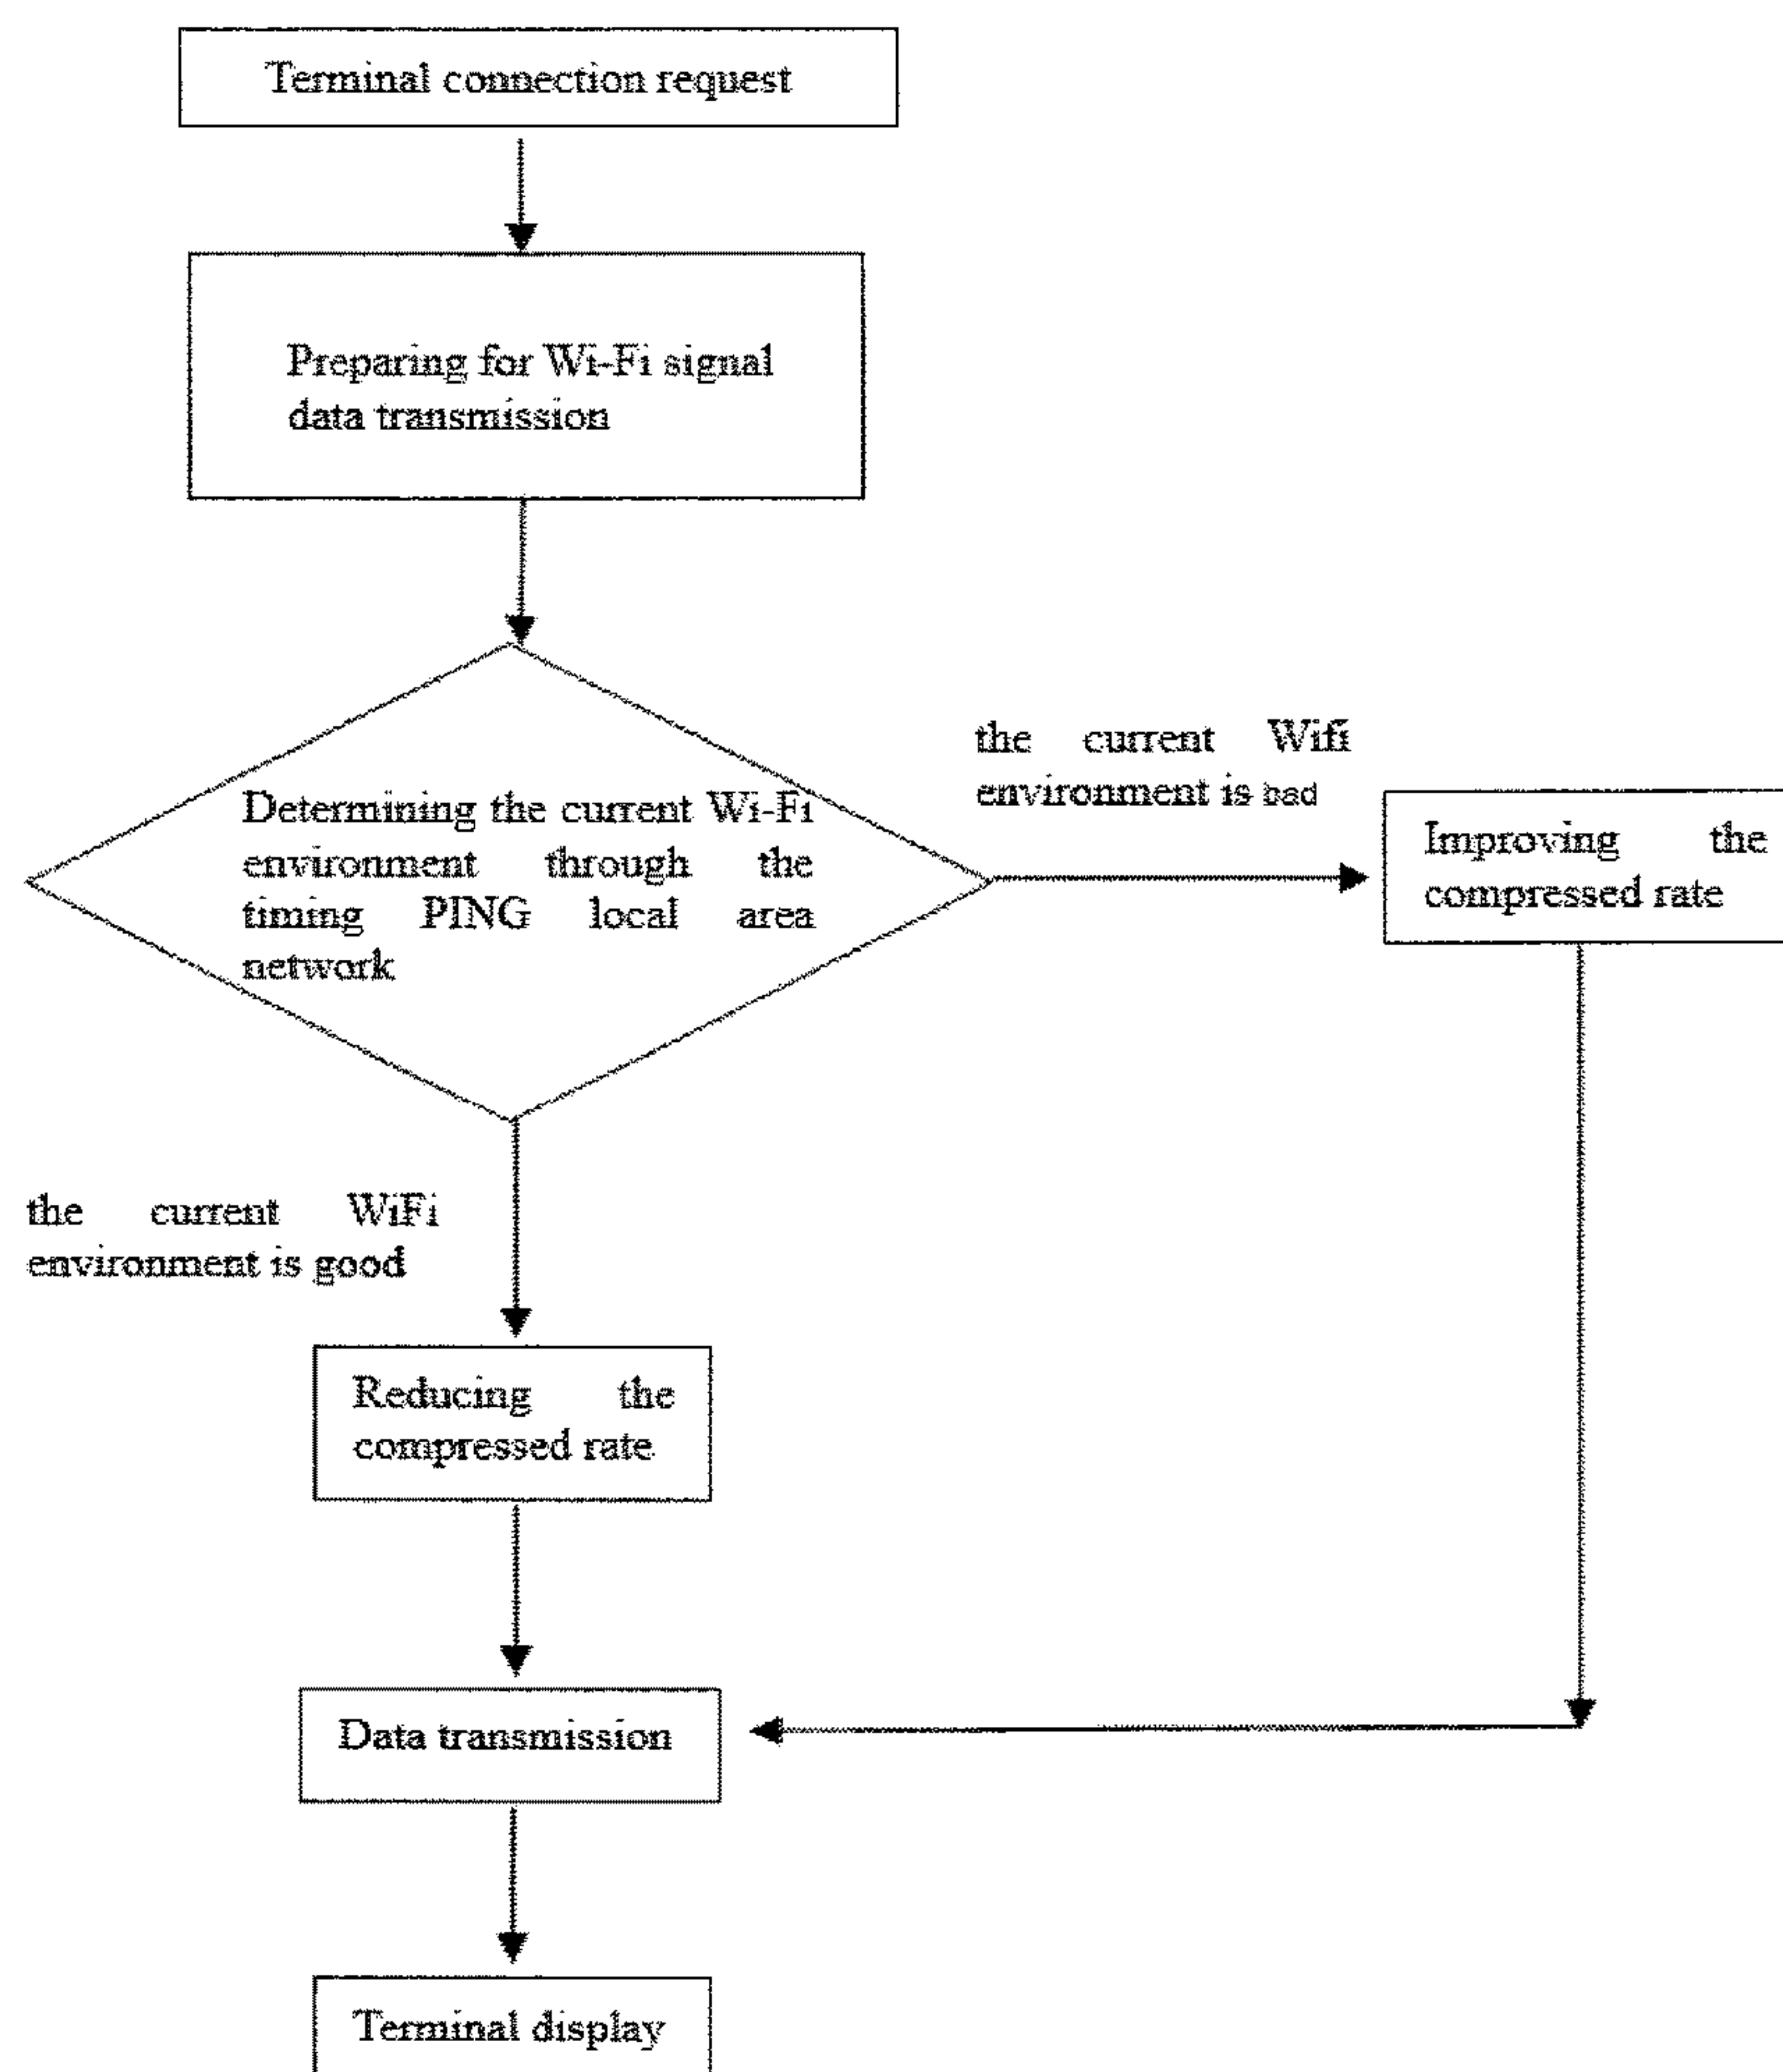 Terminal connection request
Preparing for Wi-Fi signal
data transmission
Determining the current Wi-Fi
environment through the
timing PING local area
network
the current Wifi
environment is bad
Improving the
compressed rate
the current WiFi
environment is good
Reducing the
compressed rate
Data transmission
Terminal display